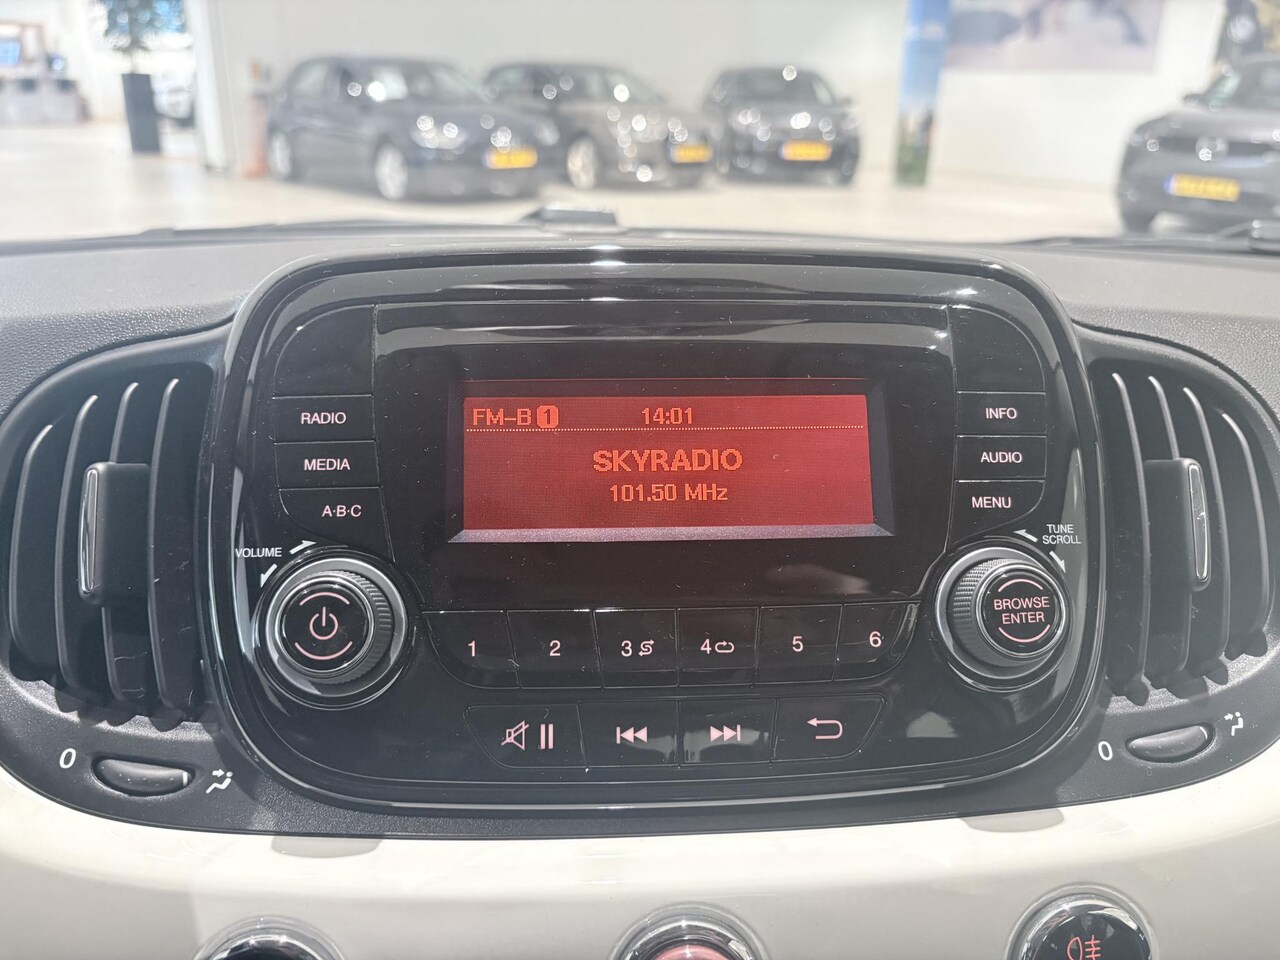 FM-B 1 14:01
SKYRADIO
101.50 MHz
RADIO
MEDIA
A·B·C
INFO
AUDIO
MENU
VOLUME
TUNE
SCROLL
BROWSE
ENTER
1 2 3 4 5 6
0
0